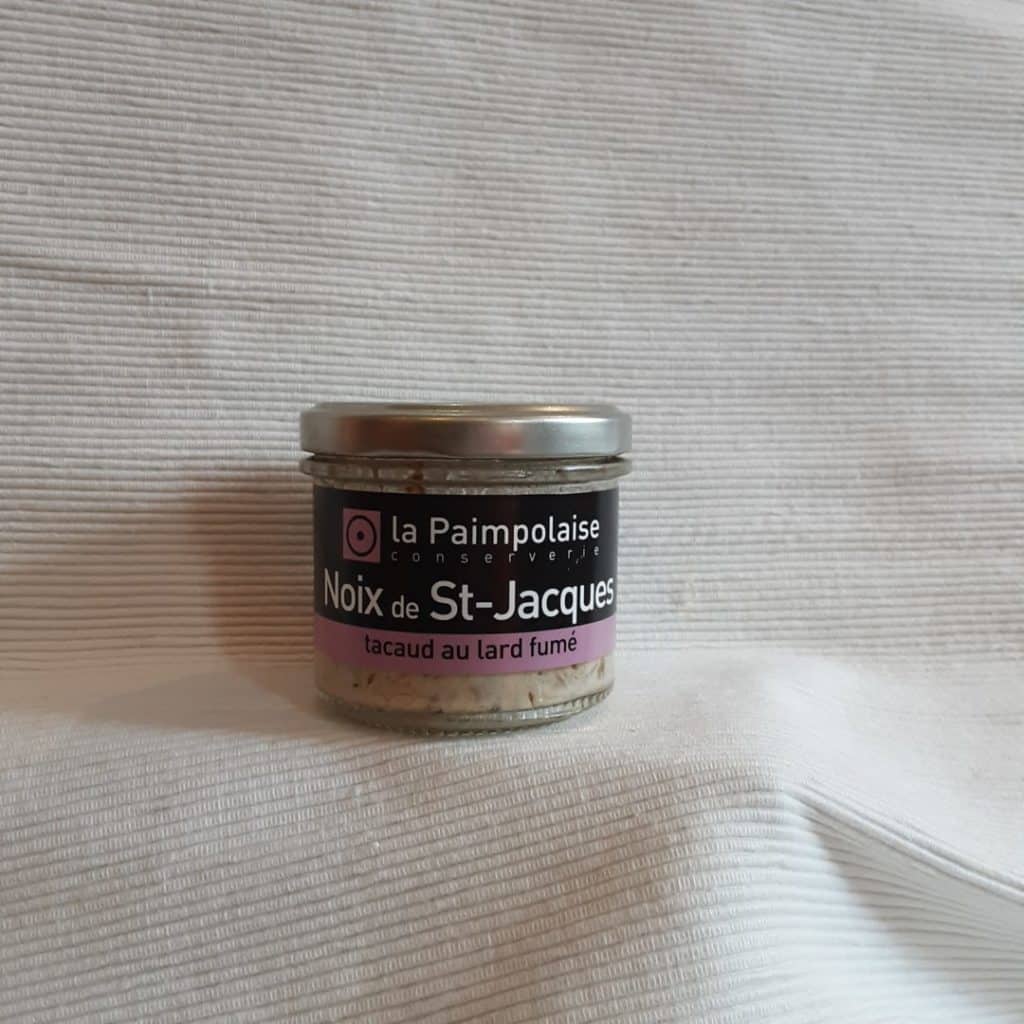 la Paimpolaise
conserverie
Noix de St-Jacques
tacaud au lard fumé